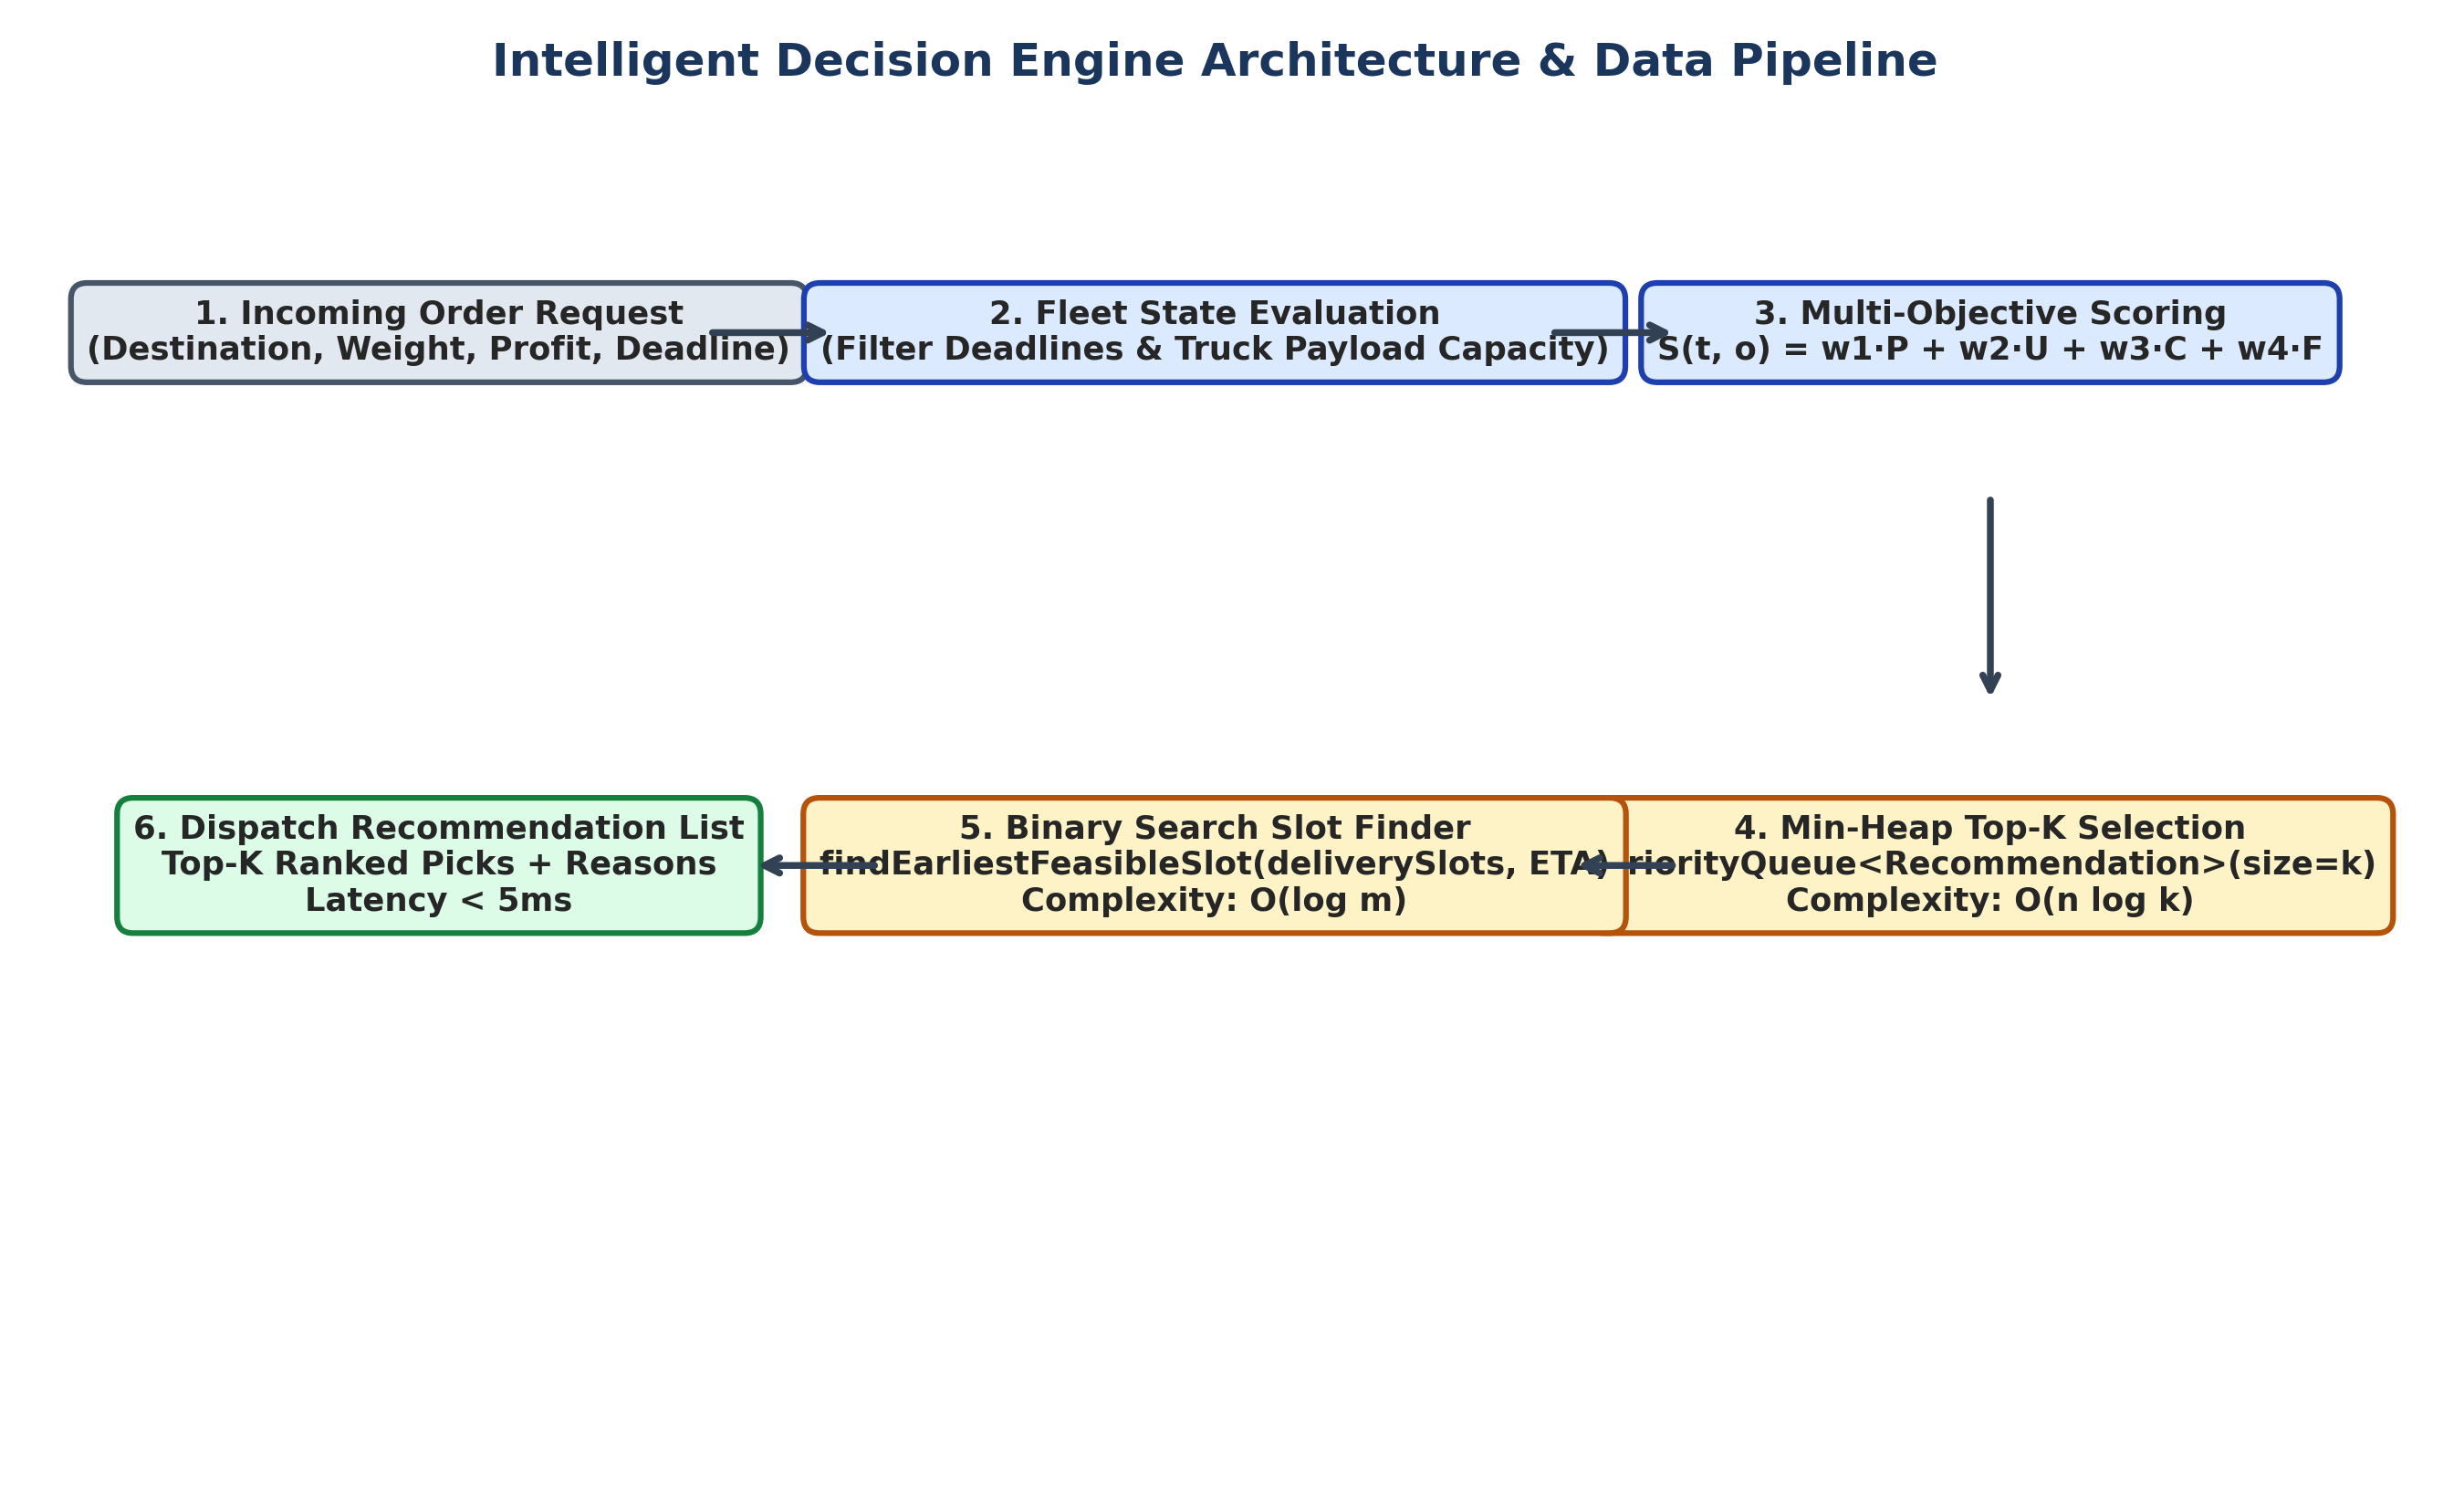 Intelligent Decision Engine Architecture & Data Pipeline
1. Incoming Order Request
(Destination, Weight, Profit, Deadline)
2. Fleet State Evaluation
(Filter Deadlines & Truck Payload Capacity)
3. Multi-Objective Scoring
S(t, o) = w1·P + w2·U + w3·C + w4·F
4. Min-Heap Top-K Selection
riorityQueue<Recommendation>(size=k)
Complexity: O(n log k)
5. Binary Search Slot Finder
findEarliestFeasibleSlot(deliverySlots, ETA)
Complexity: O(log m)
6. Dispatch Recommendation List
Top-K Ranked Picks + Reasons
Latency < 5ms